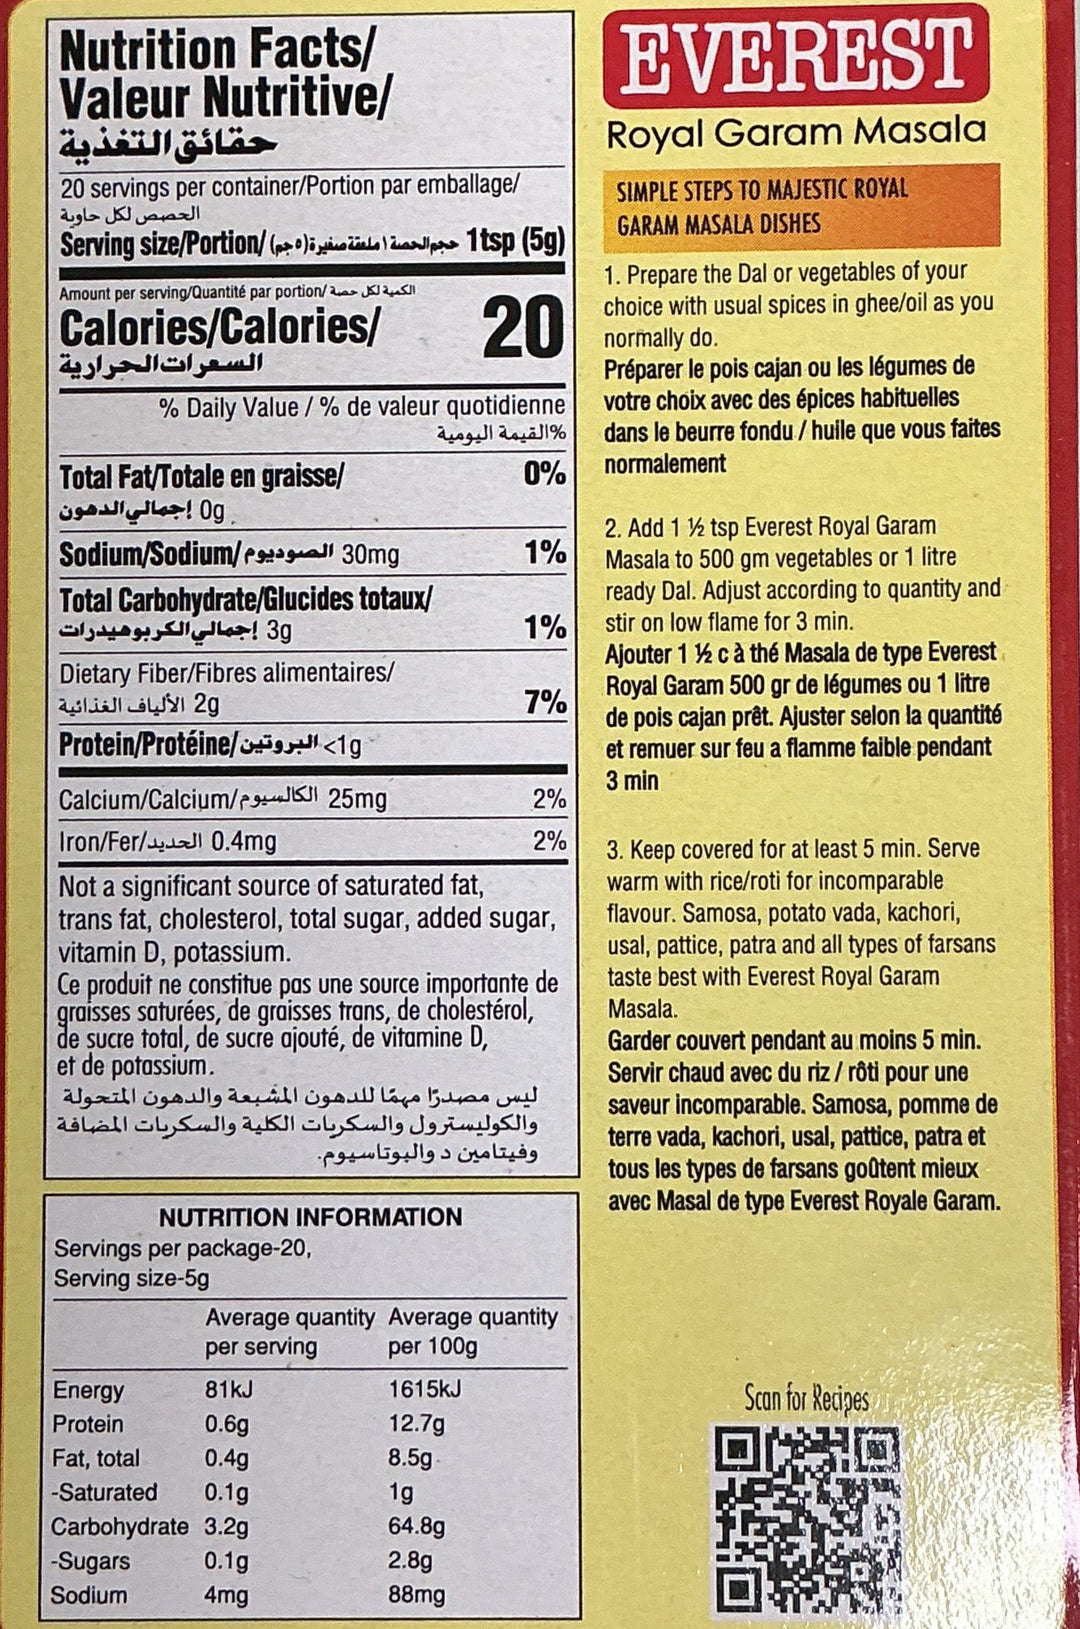 Nutrition Facts/
Valeur Nutritive/
حقائق التغذية
20 servings per container/Portion par emballage/
الحصص لكل حاوية
Serving size/Portion/ حجم الحصة ١ ملعقة صغيرة (٥ جم) 1tsp (5g)
Amount per serving/Quantité par portion/ الكمية لكل حصة
Calories/Calories/ 20
السعرات الحرارية
% Daily Value / % de valeur quotidienne
%القيمة اليومية
Total Fat/Totale en graisse/ 0%
إجمالي الدهون 0g
Sodium/Sodium/ الصوديوم 30mg 1%
Total Carbohydrate/Glucides totaux/
إجمالي الكربوهيدرات 3g 1%
Dietary Fiber/Fibres alimentaires/
الألياف الغذائية 2g 7%
Protein/Protéine/البروتين <1g
Calcium/Calcium/الكالسيوم 25mg 2%
Iron/Fer/الحديد 0.4mg 2%
Not a significant source of saturated fat,
trans fat, cholesterol, total sugar, added sugar,
vitamin D, potassium.
Ce produit ne constitue pas une source importante de
graisses saturées, de graisses trans, de cholestérol,
de sucre total, de sucre ajouté, de vitamine D,
et de potassium.
ليس مصدرًا مهمًا للدهون المشبعة والدهون المتحولة
والكوليسترول والسكريات الكلية والسكريات المضافة
وفيتامين د والبوتاسيوم.
NUTRITION INFORMATION
Servings per package-20,
Serving size-5g
Average quantity Average quantity
per serving per 100g
Energy 81kJ 1615kJ
Protein 0.6g 12.7g
Fat, total 0.4g 8.5g
-Saturated 0.1g 1g
Carbohydrate 3.2g 64.8g
-Sugars 0.1g 2.8g
Sodium 4mg 88mg
EVEREST
Royal Garam Masala
SIMPLE STEPS TO MAJESTIC ROYAL
GARAM MASALA DISHES
1. Prepare the Dal or vegetables of your
choice with usual spices in ghee/oil as you
normally do.
Préparer le pois cajan ou les légumes de
votre choix avec des épices habituelles
dans le beurre fondu / huile que vous faites
normalement
2. Add 1 ½ tsp Everest Royal Garam
Masala to 500 gm vegetables or 1 litre
ready Dal. Adjust according to quantity and
stir on low flame for 3 min.
Ajouter 1 ½ c à thé Masala de type Everest
Royal Garam 500 gr de légumes ou 1 litre
de pois cajan prêt. Ajuster selon la quantité
et remuer sur feu a flamme faible pendant
3 min
3. Keep covered for at least 5 min. Serve
warm with rice/roti for incomparable
flavour. Samosa, potato vada, kachori,
usal, pattice, patra and all types of farsans
taste best with Everest Royal Garam
Masala.
Garder couvert pendant au moins 5 min.
Servir chaud avec du riz / rôti pour une
saveur incomparable. Samosa, pomme de
terre vada, kachori, usal, pattice, patra et
tous les types de farsans goûtent mieux
avec Masal de type Everest Royale Garam.
Scan for Recipes